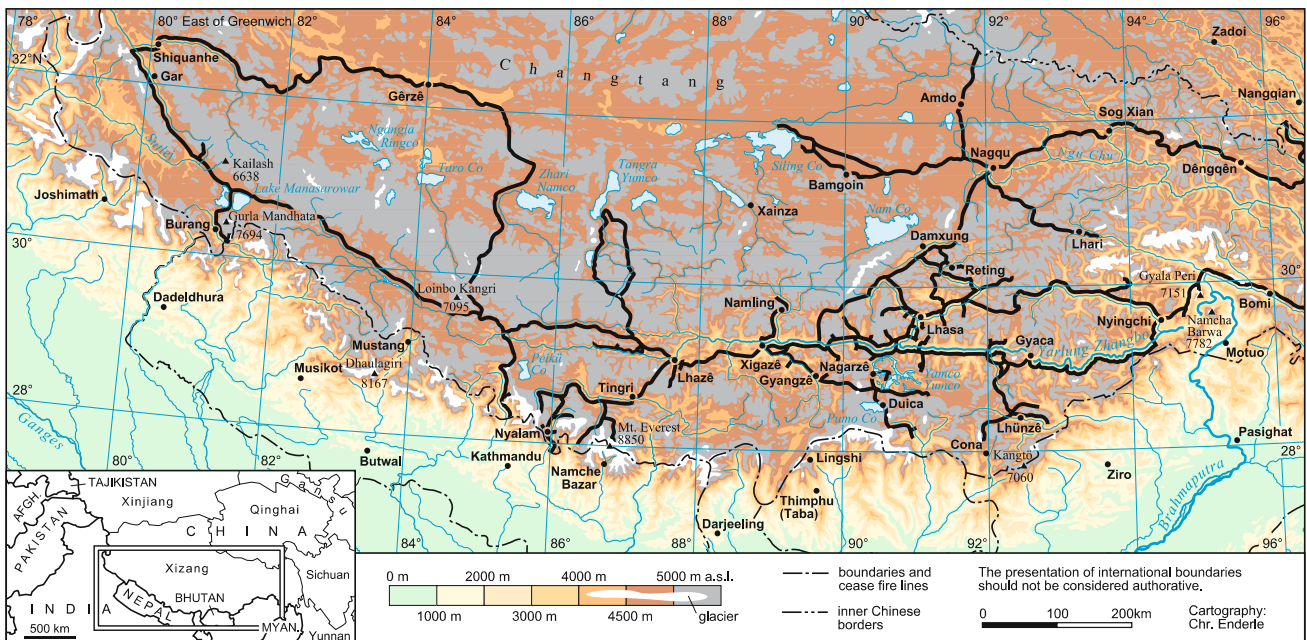 78°
80° East of Greenwich
82°
84°
86°
88°
90°
92°
94°
96°
32°N
Shiquanhe
Gar
Gêrzê
Changtang
Zadoi
Nangqian
Amdo
Sog Xian
Nagqu
Ngu Chu
Dêngqên
Sutlej
Kailash
6638
Ngangla
Ringco
Taro Co
Zhari
Namco
Tangra
Yumco
Siling Co
Bamgoin
Xainza
Nam Co
Joshimath
Lake Manasorowar
Burang
Gurla Mandhata
7694
30°
Damxung
Lhari
Reting
30°
Gyala Peri
7151
Bomi
Dadeldhura
Loinbo Kangri
7095
Namling
Lhasa
Nyingchi
Namcha
Barwa
7782
Motuo
Mustang
Dhaulagiri
8167
Musikot
Peikü
Co
Lhazê
Xigazê
Gyangzê
Nagarzê
Yamco
Yumco
Gyaca
Yarlung Zhangbo
Tingri
28°
Duica
Pumo Co
Lhünzê
Ganges
Nyalam
Mt. Everest
8850
Cona
Kangto
7060
Pasighat
28°
80°
82°
Butwal
Kathmandu
Namche
Bazar
Lingshi
Thimphu
(Taba)
Ziro
Brahmaputra
Darjeeling
84
86
88
90
92
94
96°
AFGH.
TAJIKISTAN
Xinjiang
Gansu
Qinghai
PAKISTAN
CHINA
Xizang
Sichuan
INDIA
NEPAL
BHUTAN
MYAN.
Yunnan
500 km
0 m
2000 m
4000 m
5000 m a.s.l.
1000 m
3000 m
4500 m
glacier
boundaries and
cease fire lines
inner Chinese
borders
The presentation of international boundaries
should not be considered authorative.
0
100
200km
Cartography:
Chr. Enderle